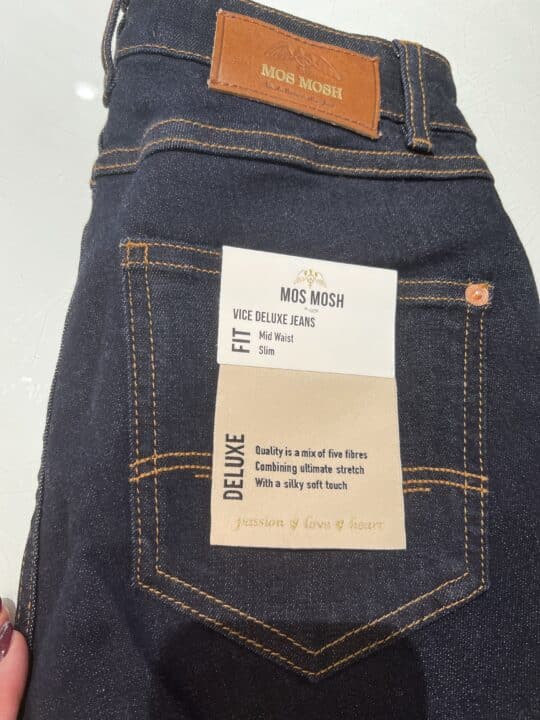 MOS MOSH
MOS MOSH
VICE DELUXE JEANS
FIT
Mid Waist
Slim
DELUXE
Quality is a mix of five fibres
Combining ultimate stretch
With a silky soft touch
passion & love & heart